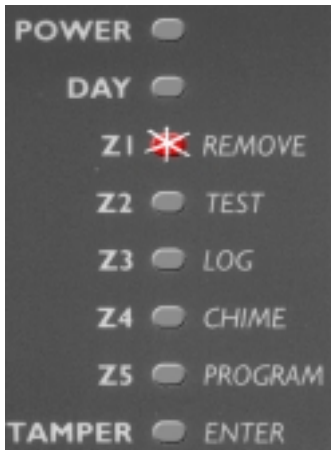 POWER
DAY
Z1 REMOVE
Z2 TEST
Z3 LOG
Z4 CHIME
Z5 PROGRAM
TAMPER ENTER